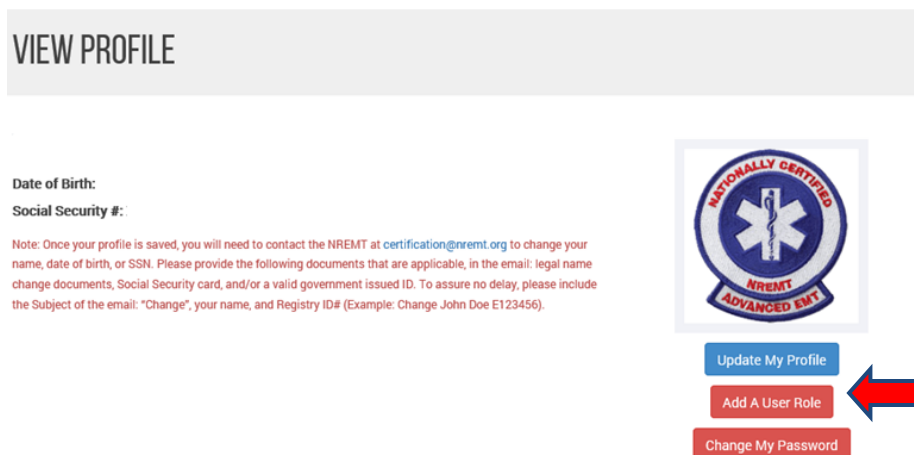 VIEW PROFILE
Date of Birth:
Social Security #:
Note: Once your profile is saved, you will need to contact the NREMT at certification@nremt.org to change your
name, date of birth, or SSN. Please provide the following documents that are applicable, in the email: legal name
change documents, Social Security card, and/or a valid government issued ID. To assure no delay, please include
the Subject of the email: "Change", your name, and Registry ID# (Example: Change John Doe E123456).
NATIONALLY CERTIFIED
NREMT
ADVANCED EMT
Update My Profile
Add A User Role
Change My Password